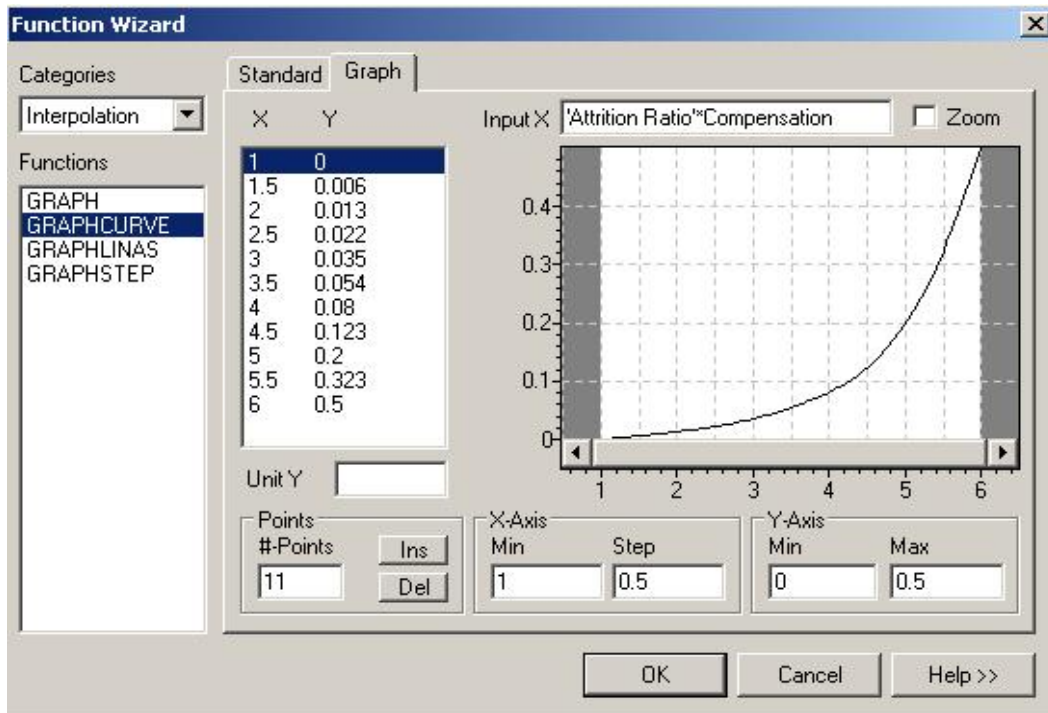 Function Wizard
Categories
Interpolation
Functions
GRAPH
GRAPHCURVE
GRAPHLINAS
GRAPHSTEP
Standard Graph
X Y
1 0
1.5 0.006
2 0.013
2.5 0.022
3 0.035
3.5 0.054
4 0.08
4.5 0.123
5 0.2
5.5 0.323
6 0.5
Unit Y
Input X 'Attrition Ratio'*Compensation Zoom
0.4
0.3
0.2
0.1
0
1 2 3 4 5 6
Points
#-Points
11
Ins
Del
X-Axis
Min Step
1 0.5
Y-Axis
Min Max
0 0.5
OK Cancel Help >>